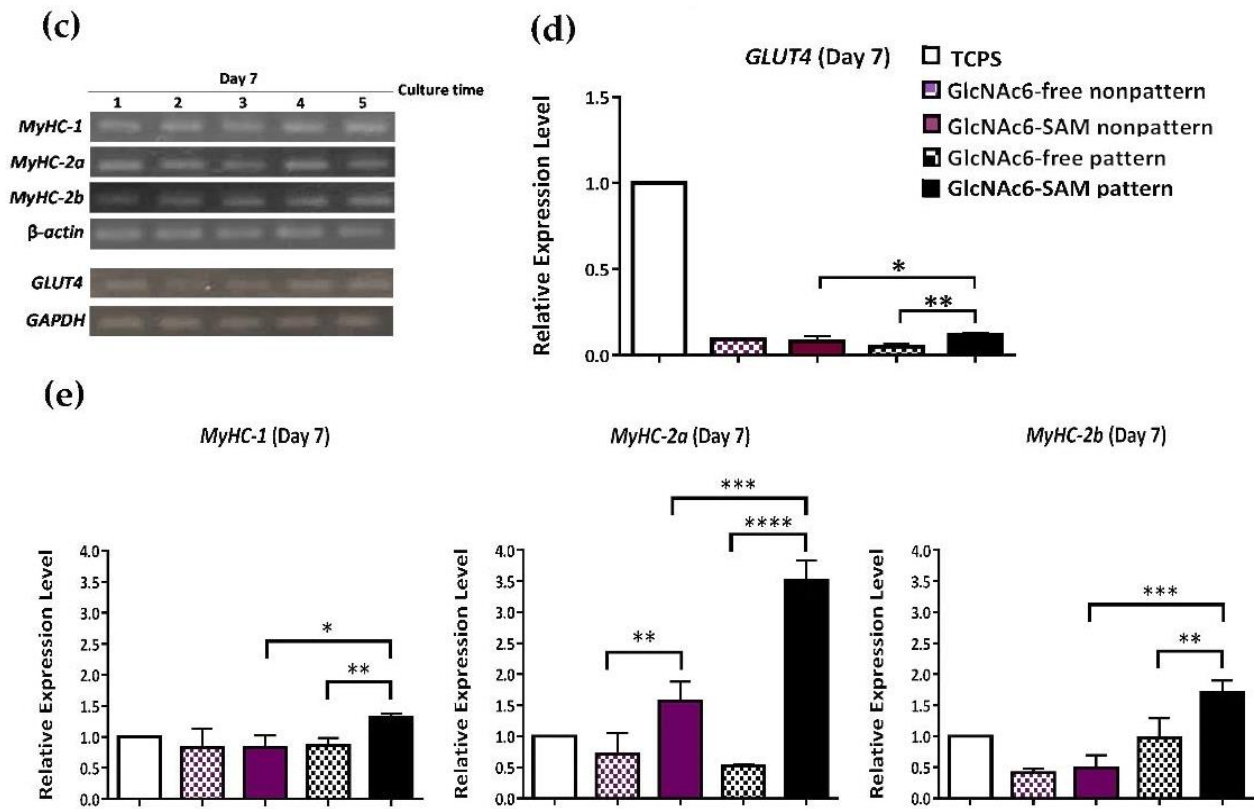 (c)
Day 7
Culture time
1 2 3 4 5
MyHC-1
MyHC-2a
MyHC-2b
β-actin
GLUT4
GAPDH
(d)
GLUT4 (Day 7)
TCPS
GlcNAc6-free nonpattern
GlcNAc6-SAM nonpattern
GlcNAc6-free pattern
GlcNAc6-SAM pattern
Relative Expression Level
1.5
1.0
0.5
0.0
*
**
(e)
MyHC-1 (Day 7)
Relative Expression Level
4.0
3.5
3.0
2.5
2.0
1.5
1.0
0.5
0.0
*
**
MyHC-2a (Day 7)
Relative Expression Level
4.0
3.5
3.0
2.5
2.0
1.5
1.0
0.5
0.0
***
****
**
MyHC-2b (Day 7)
Relative Expression Level
4.0
3.5
3.0
2.5
2.0
1.5
1.0
0.5
0.0
***
**